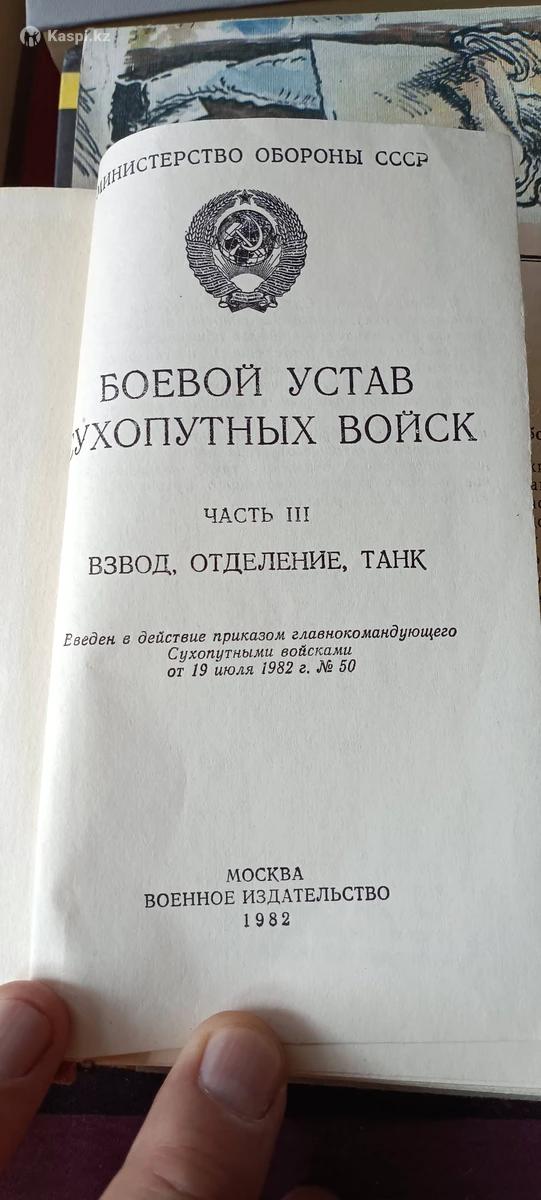 Kaspi.kz
МИНИСТЕРСТВО ОБОРОНЫ СССР
БОЕВОЙ УСТАВ
СУХОПУТНЫХ ВОЙСК
ЧАСТЬ III
ВЗВОД, ОТДЕЛЕНИЕ, ТАНК
Введен в действие приказом главнокомандующего
Сухопутными войсками
от 19 июля 1982 г. № 50
МОСКВА
ВОЕННОЕ ИЗДАТЕЛЬСТВО
1982